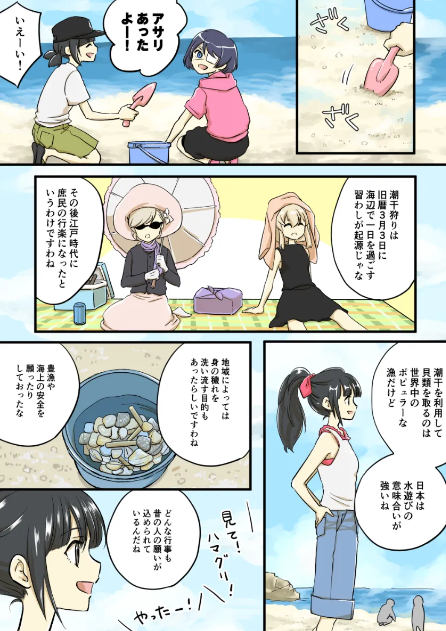 ざく
ざく
アサリ
あった
よー！
いぇーい！
潮干狩りは
旧暦３月３日に
海辺で一日を過ごす
習わしが起源じゃな
その後江戸時代に
庶民の行楽になったと
いうわけですわね
潮干を利用して
貝類を取るのは
世界中の
ポピュラーな
漁だけど
日本は
水遊びの
意味合いが
強いね
地域によっては
身の穢れを
洗い流す目的も
あったらしいですわね
豊漁や
海上の安全を
願ったり
しておったな
見て！
ハマグリ！
やったー！
どんな行事も
昔の人の願いが
込められて
いるんだね